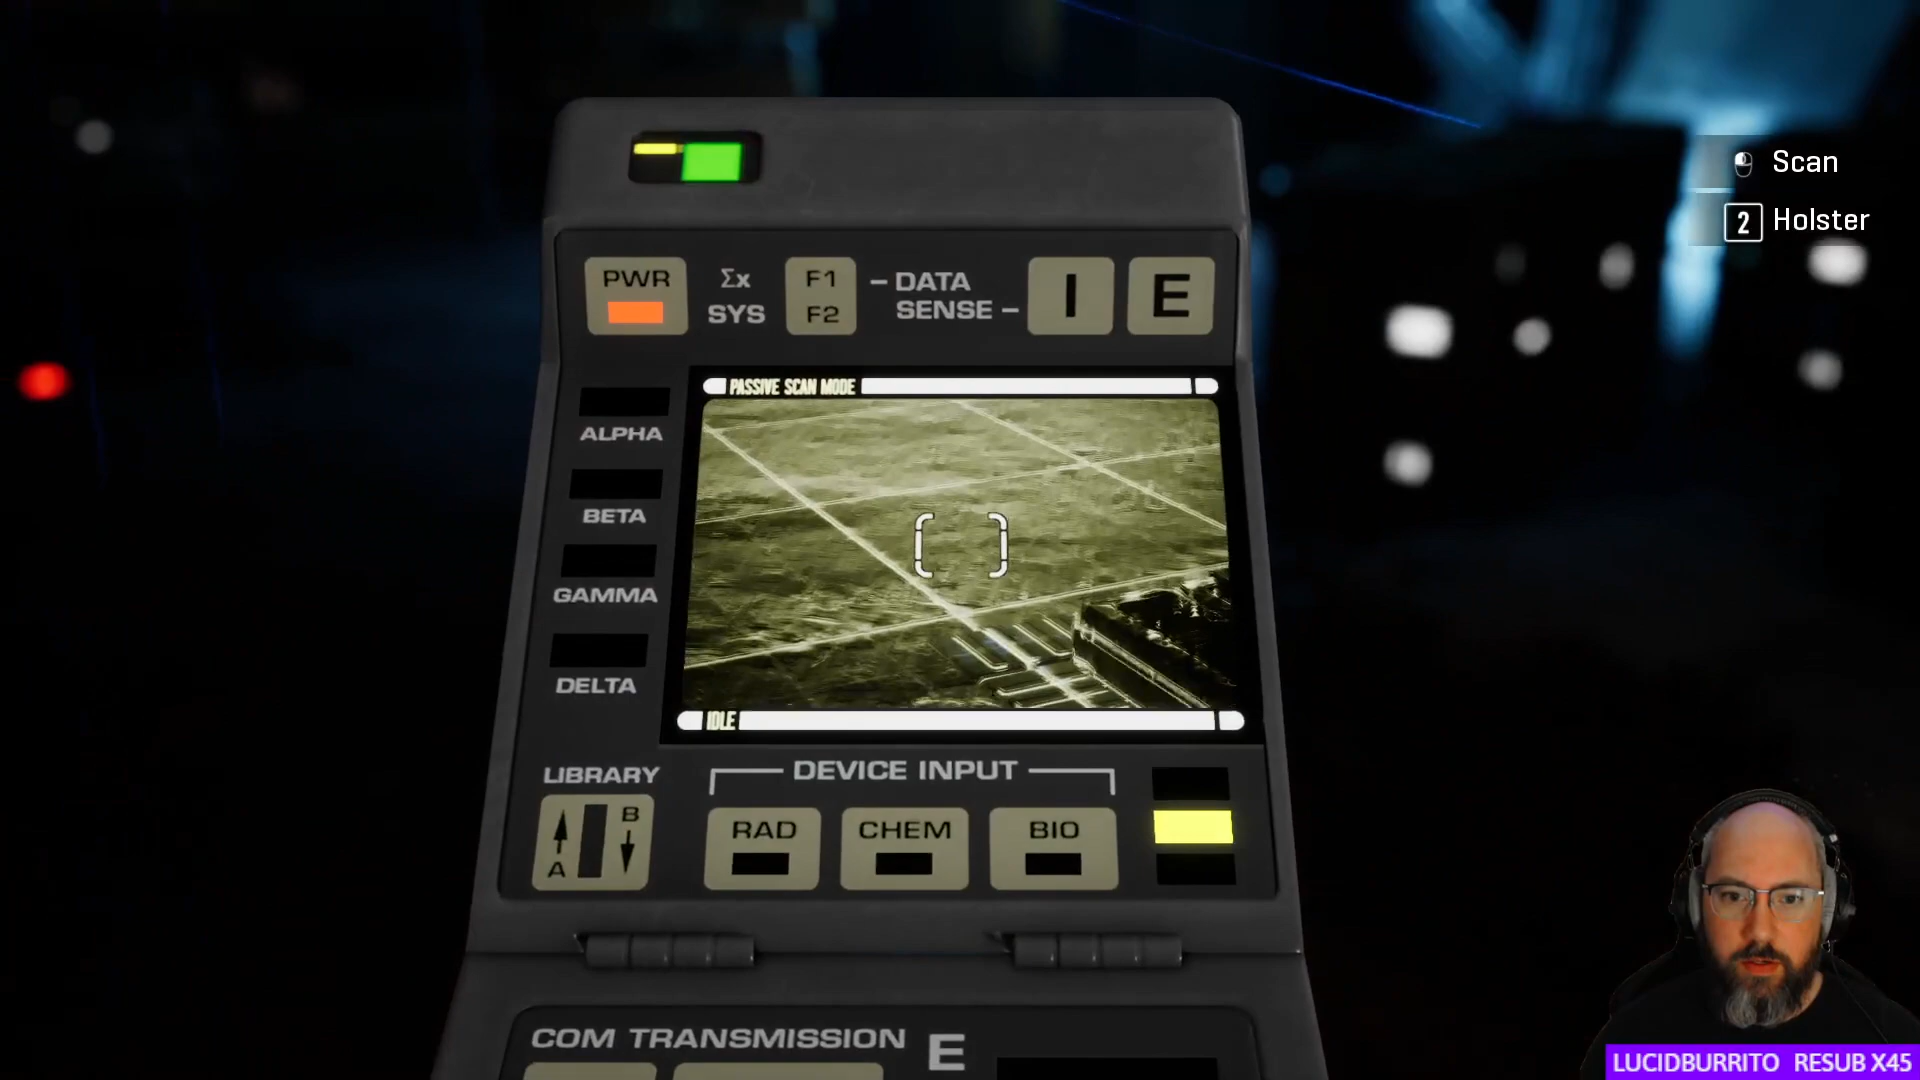 Scan
2 Holster
PWR
Σx
SYS
F1
F2
– DATA
SENSE –
I
E
PASSIVE SCAN MODE
ALPHA
BETA
GAMMA
DELTA
IDLE
LIBRARY
A
B
DEVICE INPUT
RAD
CHEM
BIO
COM TRANSMISSION
E
LUCIDBURRITO RESUB X45